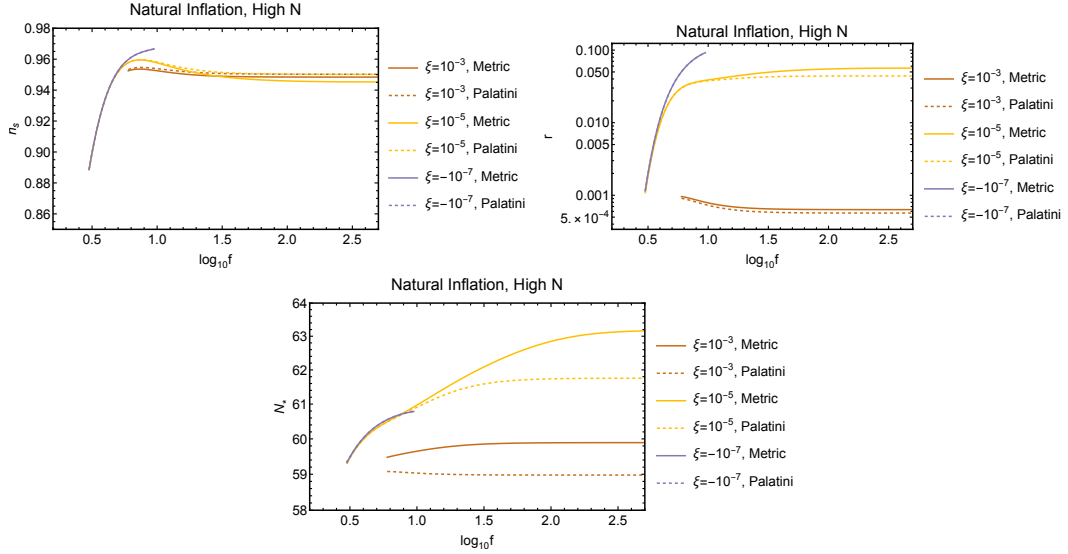 Natural Inflation, High N
n_s
0.98
0.96
0.94
0.92
0.90
0.88
0.86
0.5
1.0
1.5
2.0
2.5
log₁₀f
ξ=10⁻³, Metric
ξ=10⁻³, Palatini
ξ=10⁻⁵, Metric
ξ=10⁻⁵, Palatini
ξ=−10⁻⁷, Metric
ξ=−10⁻⁷, Palatini
Natural Inflation, High N
r
0.100
0.050
0.010
0.005
0.001
5.×10⁻⁴
0.5
1.0
1.5
2.0
2.5
log₁₀f
ξ=10⁻³, Metric
ξ=10⁻³, Palatini
ξ=10⁻⁵, Metric
ξ=10⁻⁵, Palatini
ξ=−10⁻⁷, Metric
ξ=−10⁻⁷, Palatini
Natural Inflation, High N
N_*
64
63
62
61
60
59
58
0.5
1.0
1.5
2.0
2.5
log₁₀f
ξ=10⁻³, Metric
ξ=10⁻³, Palatini
ξ=10⁻⁵, Metric
ξ=10⁻⁵, Palatini
ξ=−10⁻⁷, Metric
ξ=−10⁻⁷, Palatini